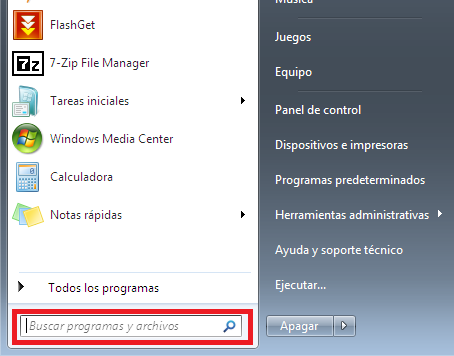 FlashGet
7-Zip File Manager
Tareas iniciales
Windows Media Center
Calculadora
Notas rápidas
Todos los programas
Buscar programas y archivos
Música
Juegos
Equipo
Panel de control
Dispositivos e impresoras
Programas predeterminados
Herramientas administrativas
Ayuda y soporte técnico
Ejecutar...
Apagar